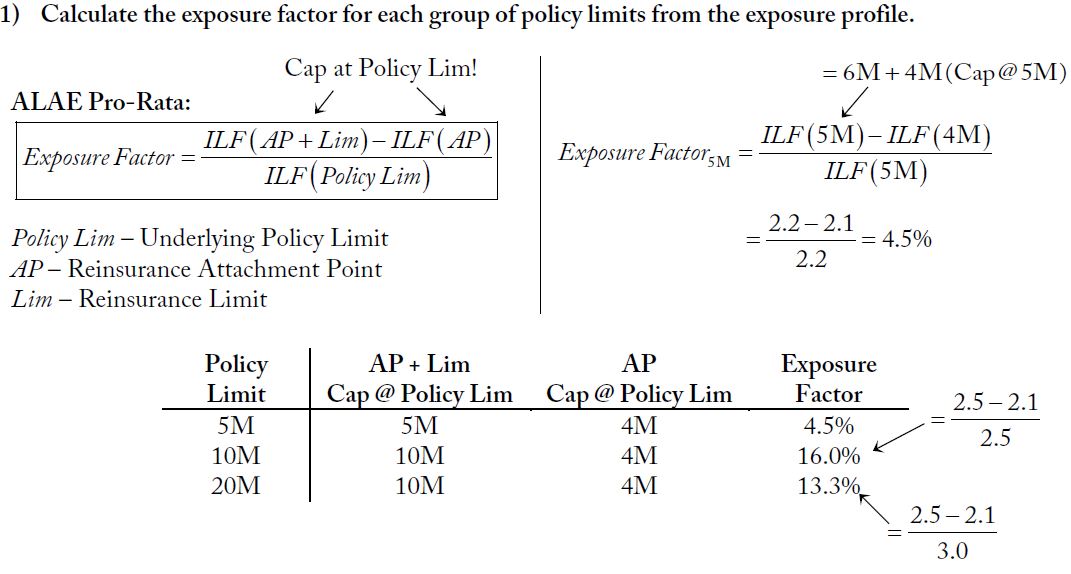 1) Calculate the exposure factor for each group of policy limits from the exposure profile.
Cap at Policy Lim!
ALAE Pro-Rata:
Exposure Factor = \frac{ILF(AP + Lim) – ILF(AP)}{ILF(Policy Lim)}
Policy Lim – Underlying Policy Limit
AP – Reinsurance Attachment Point
Lim – Reinsurance Limit
= 6M + 4M (Cap @ 5M)
Exposure Factor_{5M} = \frac{ILF(5M) – ILF(4M)}{ILF(5M)}
= \frac{2.2 – 2.1}{2.2} = 4.5%
Policy Limit | AP + Lim Cap @ Policy Lim | AP Cap @ Policy Lim | Exposure Factor
5M | 5M | 4M | 4.5%
10M | 10M | 4M | 16.0%
20M | 10M | 4M | 13.3%
= \frac{2.5 – 2.1}{2.5}
= \frac{2.5 – 2.1}{3.0}